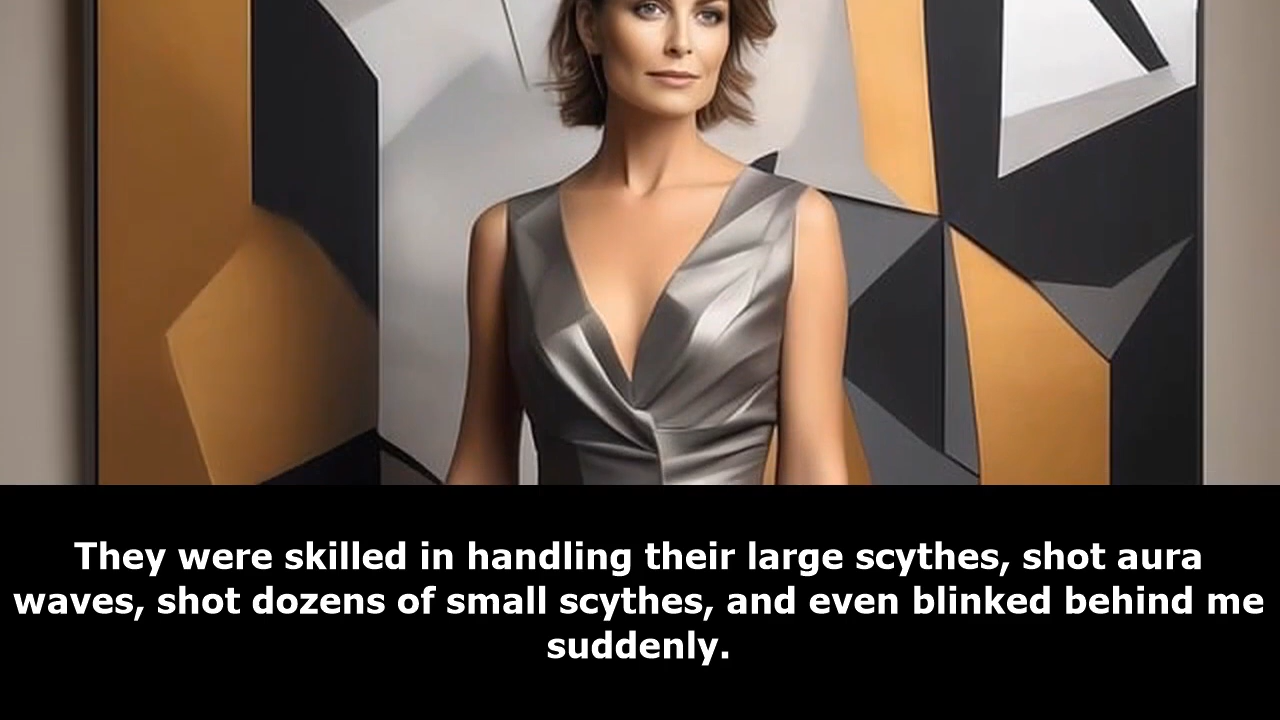 They were skilled in handling their large scythes, shot aura
waves, shot dozens of small scythes, and even blinked behind me
suddenly.